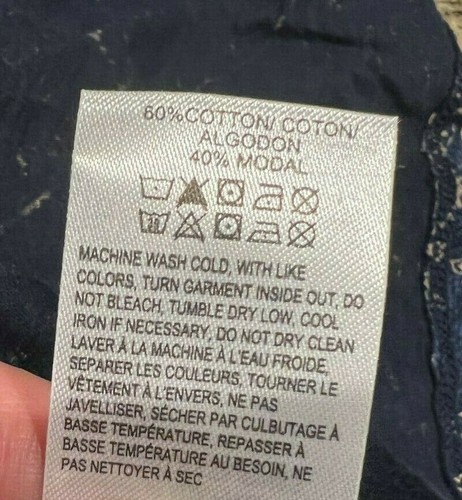 60% COTTON/ COTON/
ALGODON
40% MODAL
MACHINE WASH COLD, WITH LIKE
COLORS, TURN GARMENT INSIDE OUT, DO
NOT BLEACH, TUMBLE DRY LOW, COOL
IRON IF NECESSARY, DO NOT DRY CLEAN
LAVER À LA MACHINE À L'EAU FROIDE,
SEPARER LES COULEURS, TOURNER LE
VÊTEMENT À L'ENVERS, NE PAS
JAVELLISER, SÉCHER PAR CULBUTAGE À
BASSE TEMPÉRATURE, REPASSER À
BASSE TEMPÉRATURE AU BESOIN, NE
PAS NETTOYER À SEC